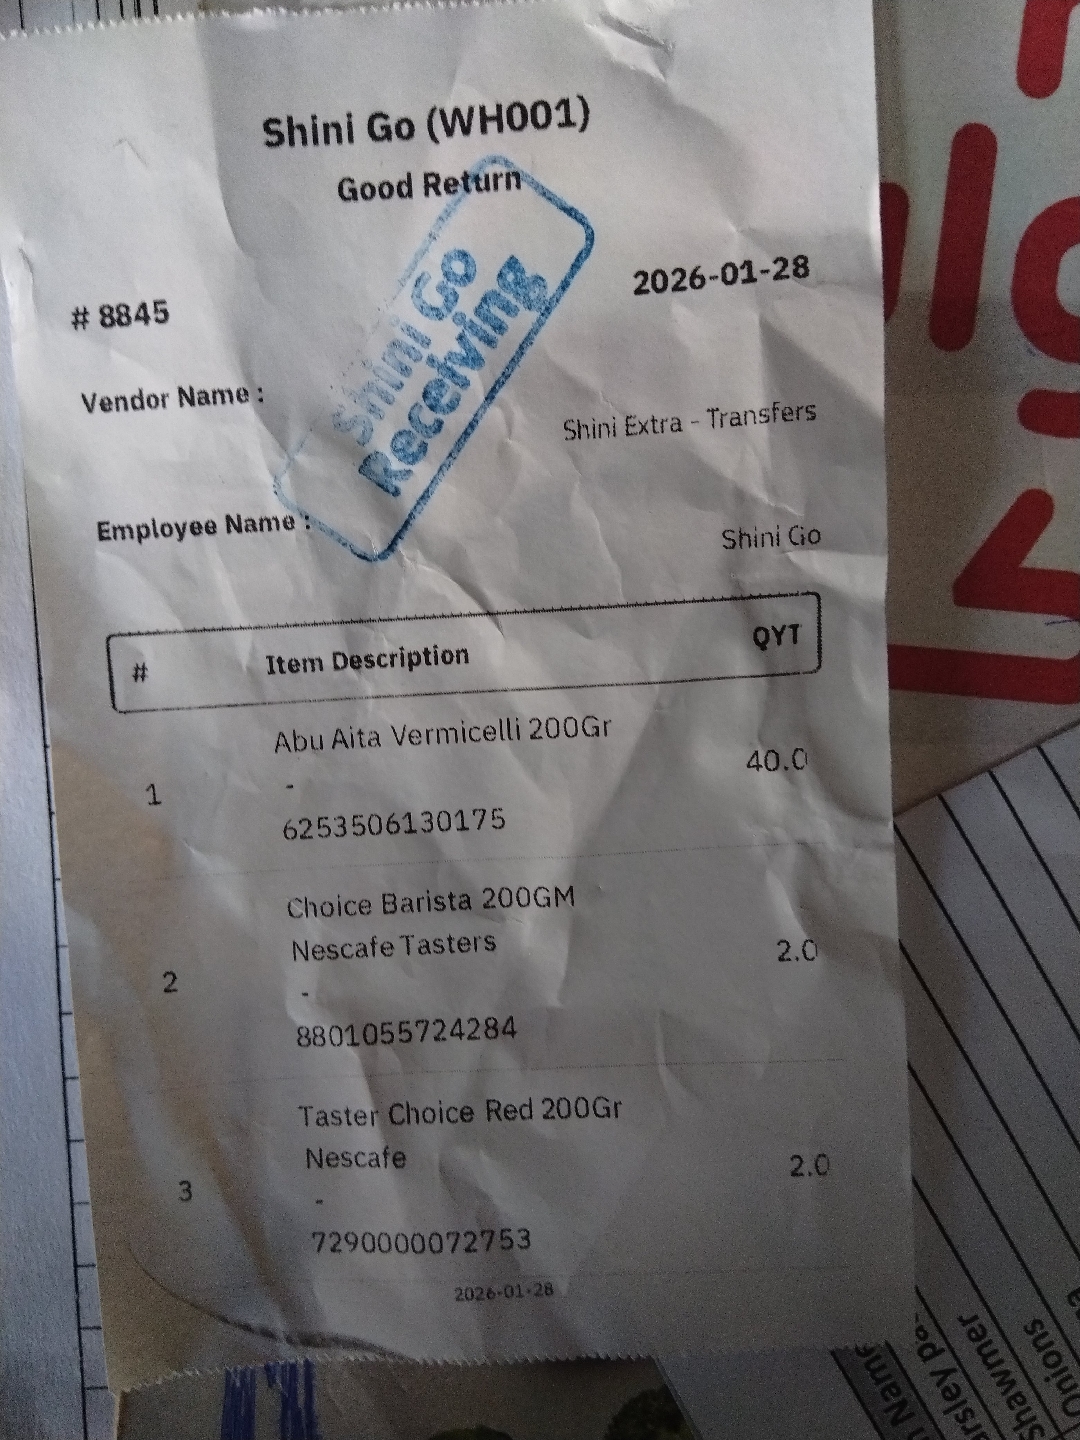 Shini Go (WH001)
Good Return
Shini Go
Receiving
# 8845
2026-01-28
Vendor Name :
Shini Extra - Transfers
Employee Name :
Shini Go
# Item Description QYT
Abu Aita Vermicelli 200Gr
1 - 40.0
6253506130175
Choice Barista 200GM
Nescafe Tasters
2 - 2.0
8801055724284
Taster Choice Red 200Gr
Nescafe
3 - 2.0
7290000072753
2026-01-28
Shawmer
Onions